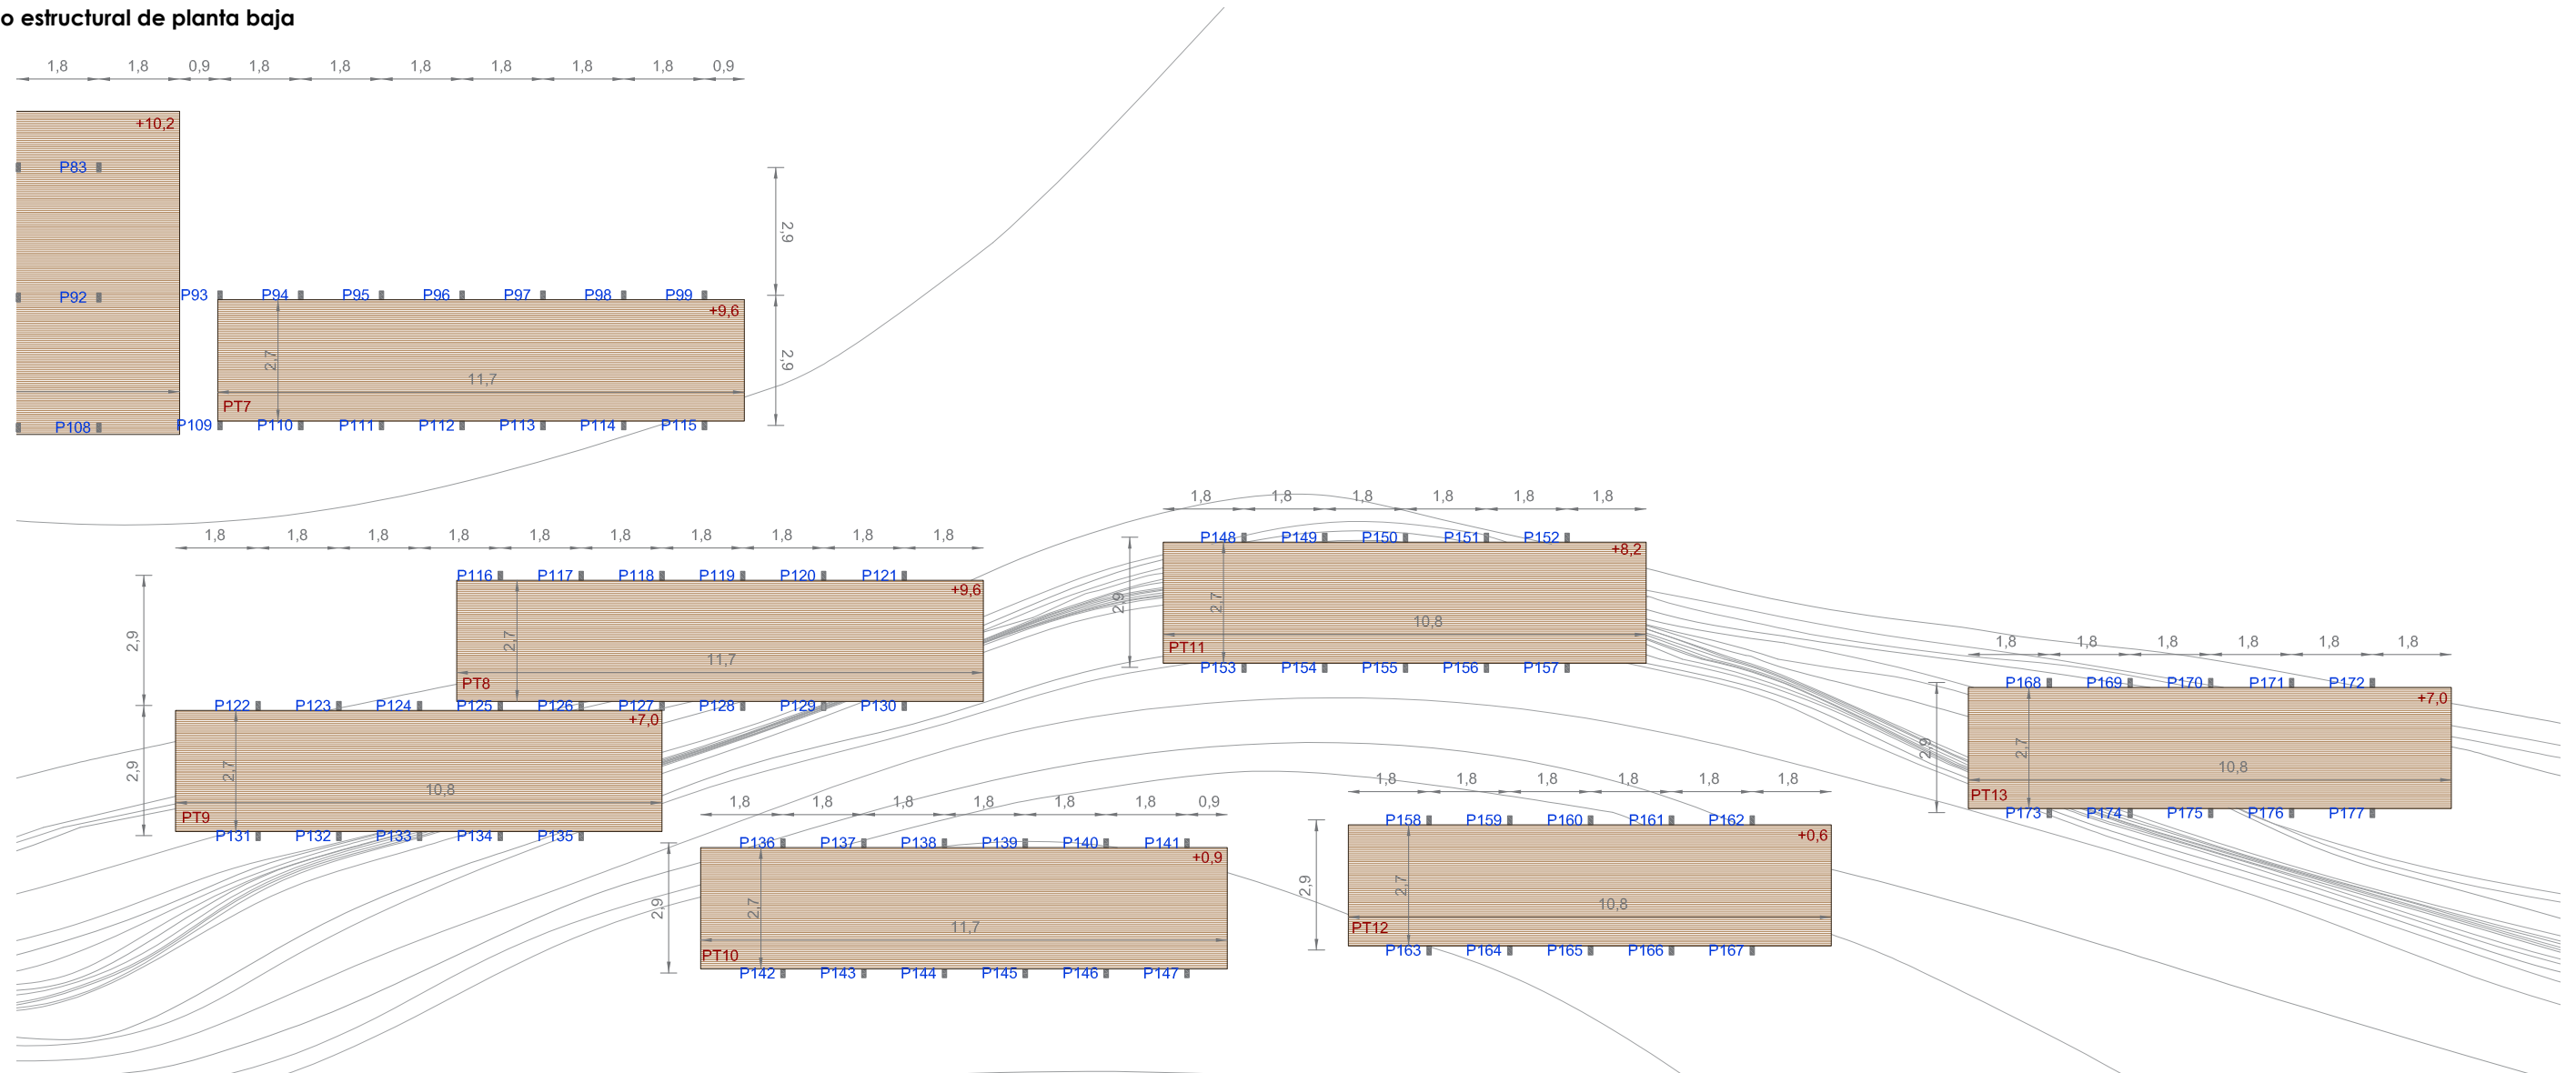 o estructural de planta baja
1,8 1,8 0,9 1,8 1,8 1,8 1,8 1,8 1,8 0,9
+10,2
P83
2,9
P92 P93 P94 P95 P96 P97 P98 P99
+9,6
2,7
2,9
11,7
PT7
P108 P109 P110 P111 P112 P113 P114 P115
1,8 1,8 1,8 1,8 1,8 1,8
1,8 1,8 1,8 1,8 1,8 1,8 1,8 1,8 1,8 1,8
P148 P149 P150 P151 P152
+8,2
P116 P117 P118 P119 P120 P121
+9,6
2,9
2,7
10,8
PT11
2,9
2,7
11,7
PT8
P153 P154 P155 P156 P157
1,8 1,8 1,8 1,8 1,8 1,8
P168 P169 P170 P171 P172
+7,0
P122 P123 P124 P125 P126 P127 P128 P129 P130
+7,0
2,9
2,7
10,8
PT13
2,9
2,7
10,8
PT9
P173 P174 P175 P176 P177
1,8 1,8 1,8 1,8 1,8 1,8
1,8 1,8 1,8 1,8 1,8 1,8 0,9
P158 P159 P160 P161 P162
P131 P132 P133 P134 P135
+0,6
P136 P137 P138 P139 P140 P141
+0,9
2,9
2,7
10,8
PT12
2,9
2,7
11,7
PT10
P163 P164 P165 P166 P167
P142 P143 P144 P145 P146 P147